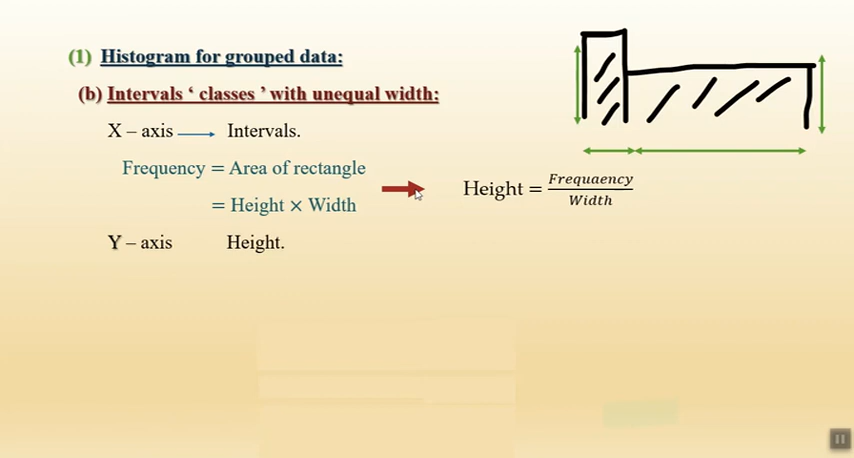 (1) Histogram for grouped data:
(b) Intervals ‘ classes ’ with unequal width:
X – axis → Intervals.
Frequency = Area of rectangle
= Height × Width
Height = Frequaency / Width
Y – axis Height.